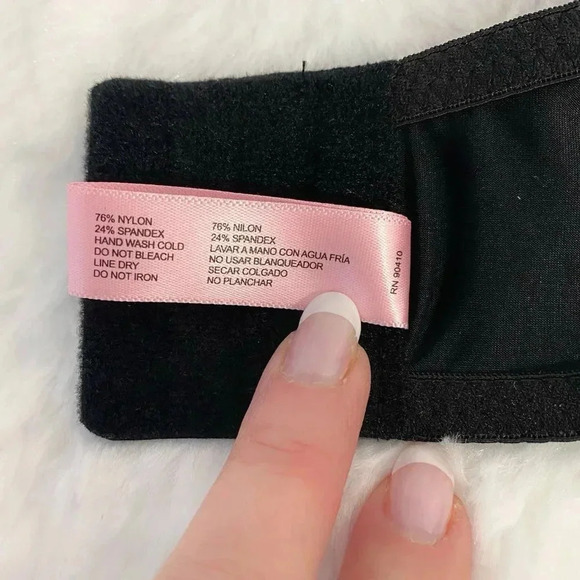 76% NYLON
24% SPANDEX
HAND WASH COLD
DO NOT BLEACH
LINE DRY
DO NOT IRON
76% NILON
24% SPANDEX
LAVAR A MANO CON AGUA FRÍA
NO USAR BLANQUEADOR
SECAR COLGADO
NO PLANCHAR
RN 90410